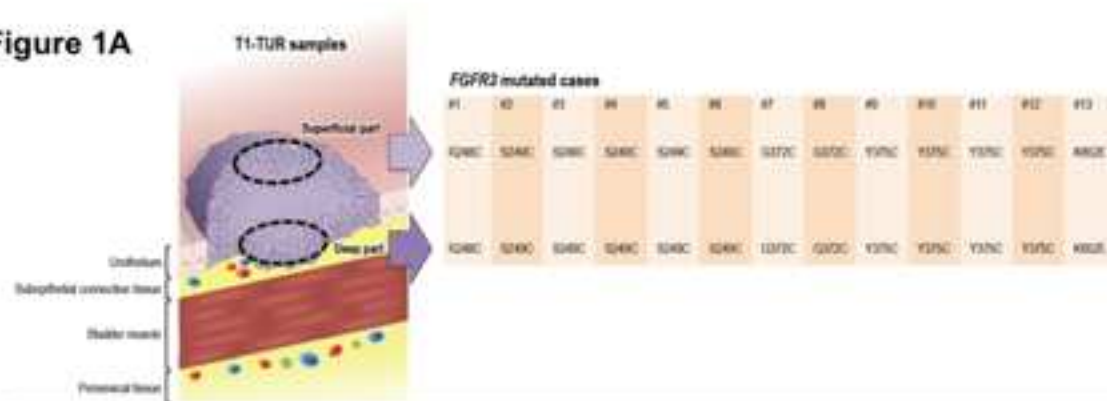 Figure 1A
T1-TUR samples
FGFR3 mutated cases
#1 #2 #3 #4 #5 #6 #7 #8 #9 #10 #11 #12 #13
Superficial part
S249C S249C S249C S249C S249C G372C G372C Y375C Y375C Y375C Y375C
Deep part
S249C S249C S249C S249C S249C G372C G372C Y375C Y375C Y375C Y375C
Urothelium
Subepithelial connective tissue
Bladder muscle
Perivesical tissue